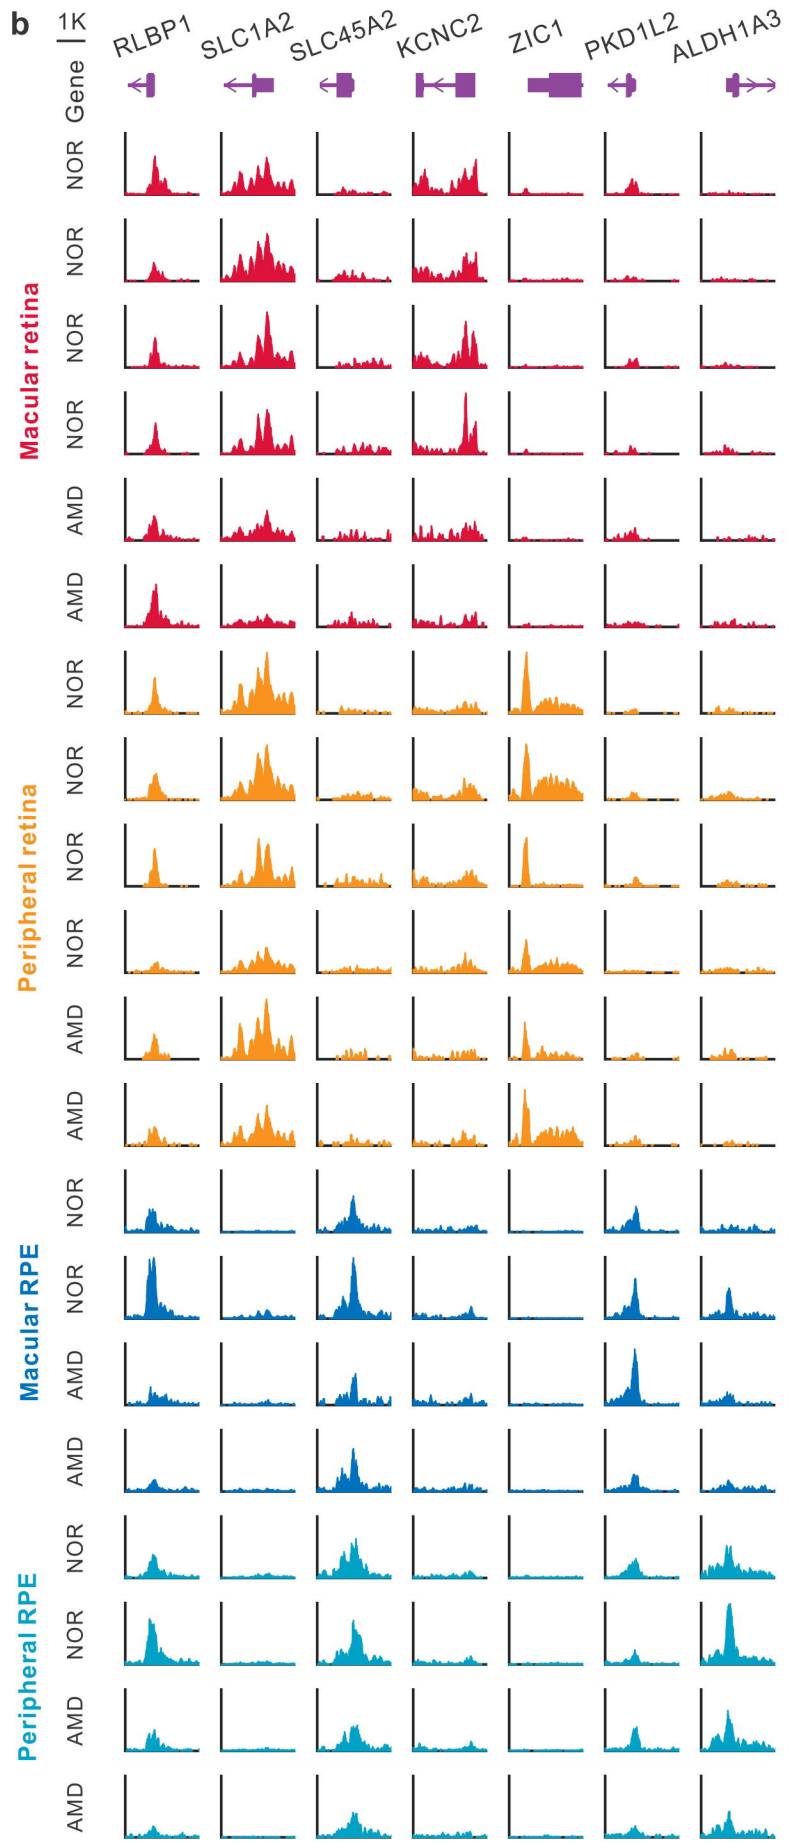 b
1K
RLBP1 SLC1A2 SLC45A2 KCNC2 ZIC1 PKD1L2 ALDH1A3
Gene
Macular retina
NOR
NOR
NOR
NOR
AMD
AMD
Peripheral retina
NOR
NOR
NOR
NOR
AMD
AMD
Macular RPE
NOR
NOR
AMD
AMD
Peripheral RPE
NOR
NOR
AMD
AMD